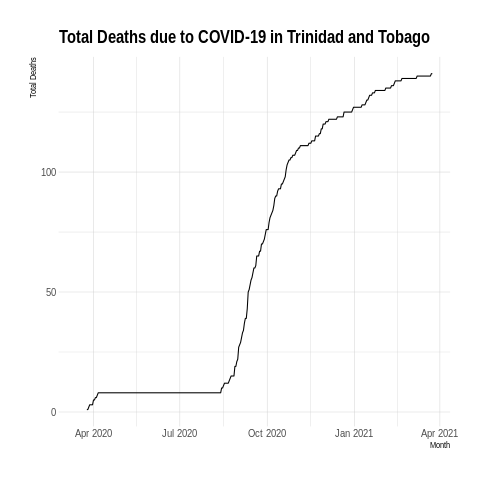 Total Deaths due to COVID-19 in Trinidad and Tobago
Total Deaths
100
50
0
Apr 2020 Jul 2020 Oct 2020 Jan 2021 Apr 2021
Month